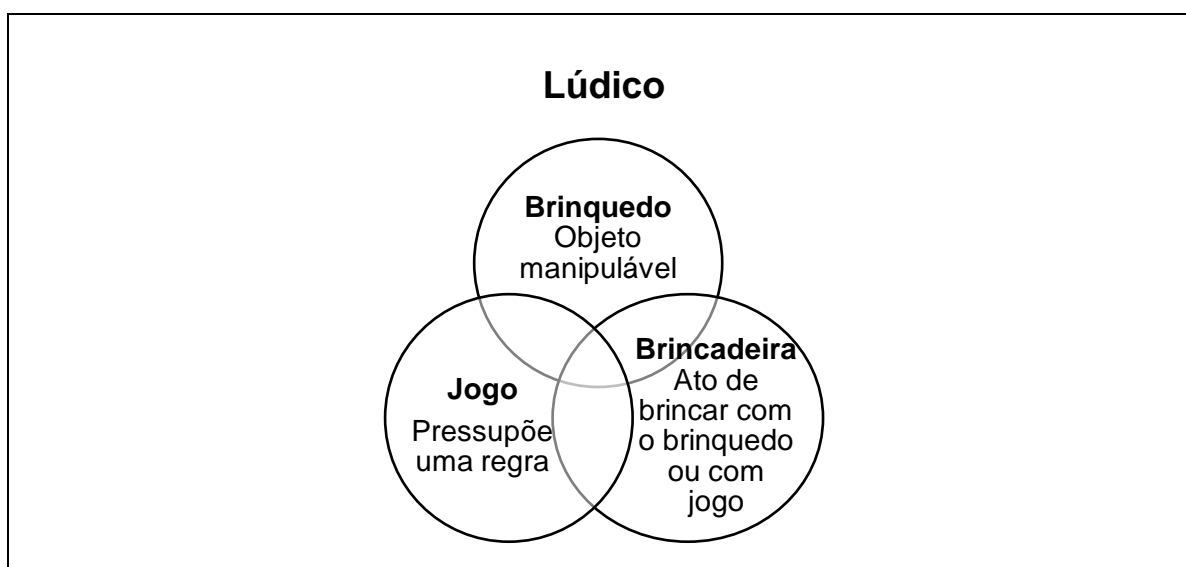 Lúdico
Brinquedo
Objeto
manipulável
Jogo
Pressupõe
uma regra
Brincadeira
Ato de
brincar com
o brinquedo
ou com
jogo